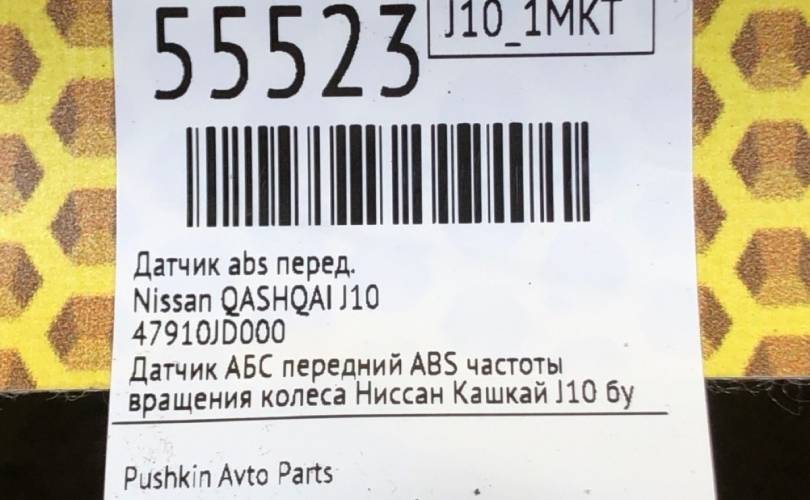 55523
J10_1MKT
Датчик abs перед.
Nissan QASHQAI J10
47910JD000
Датчик АБС передний ABS частоты
вращения колеса Ниссан Кашкай J10 бу
Pushkin Avto Parts